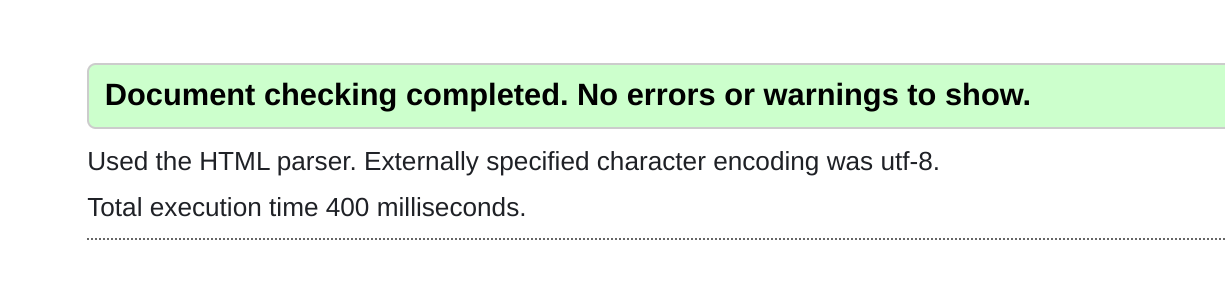 Document checking completed. No errors or warnings to show.
Used the HTML parser. Externally specified character encoding was utf-8.
Total execution time 400 milliseconds.